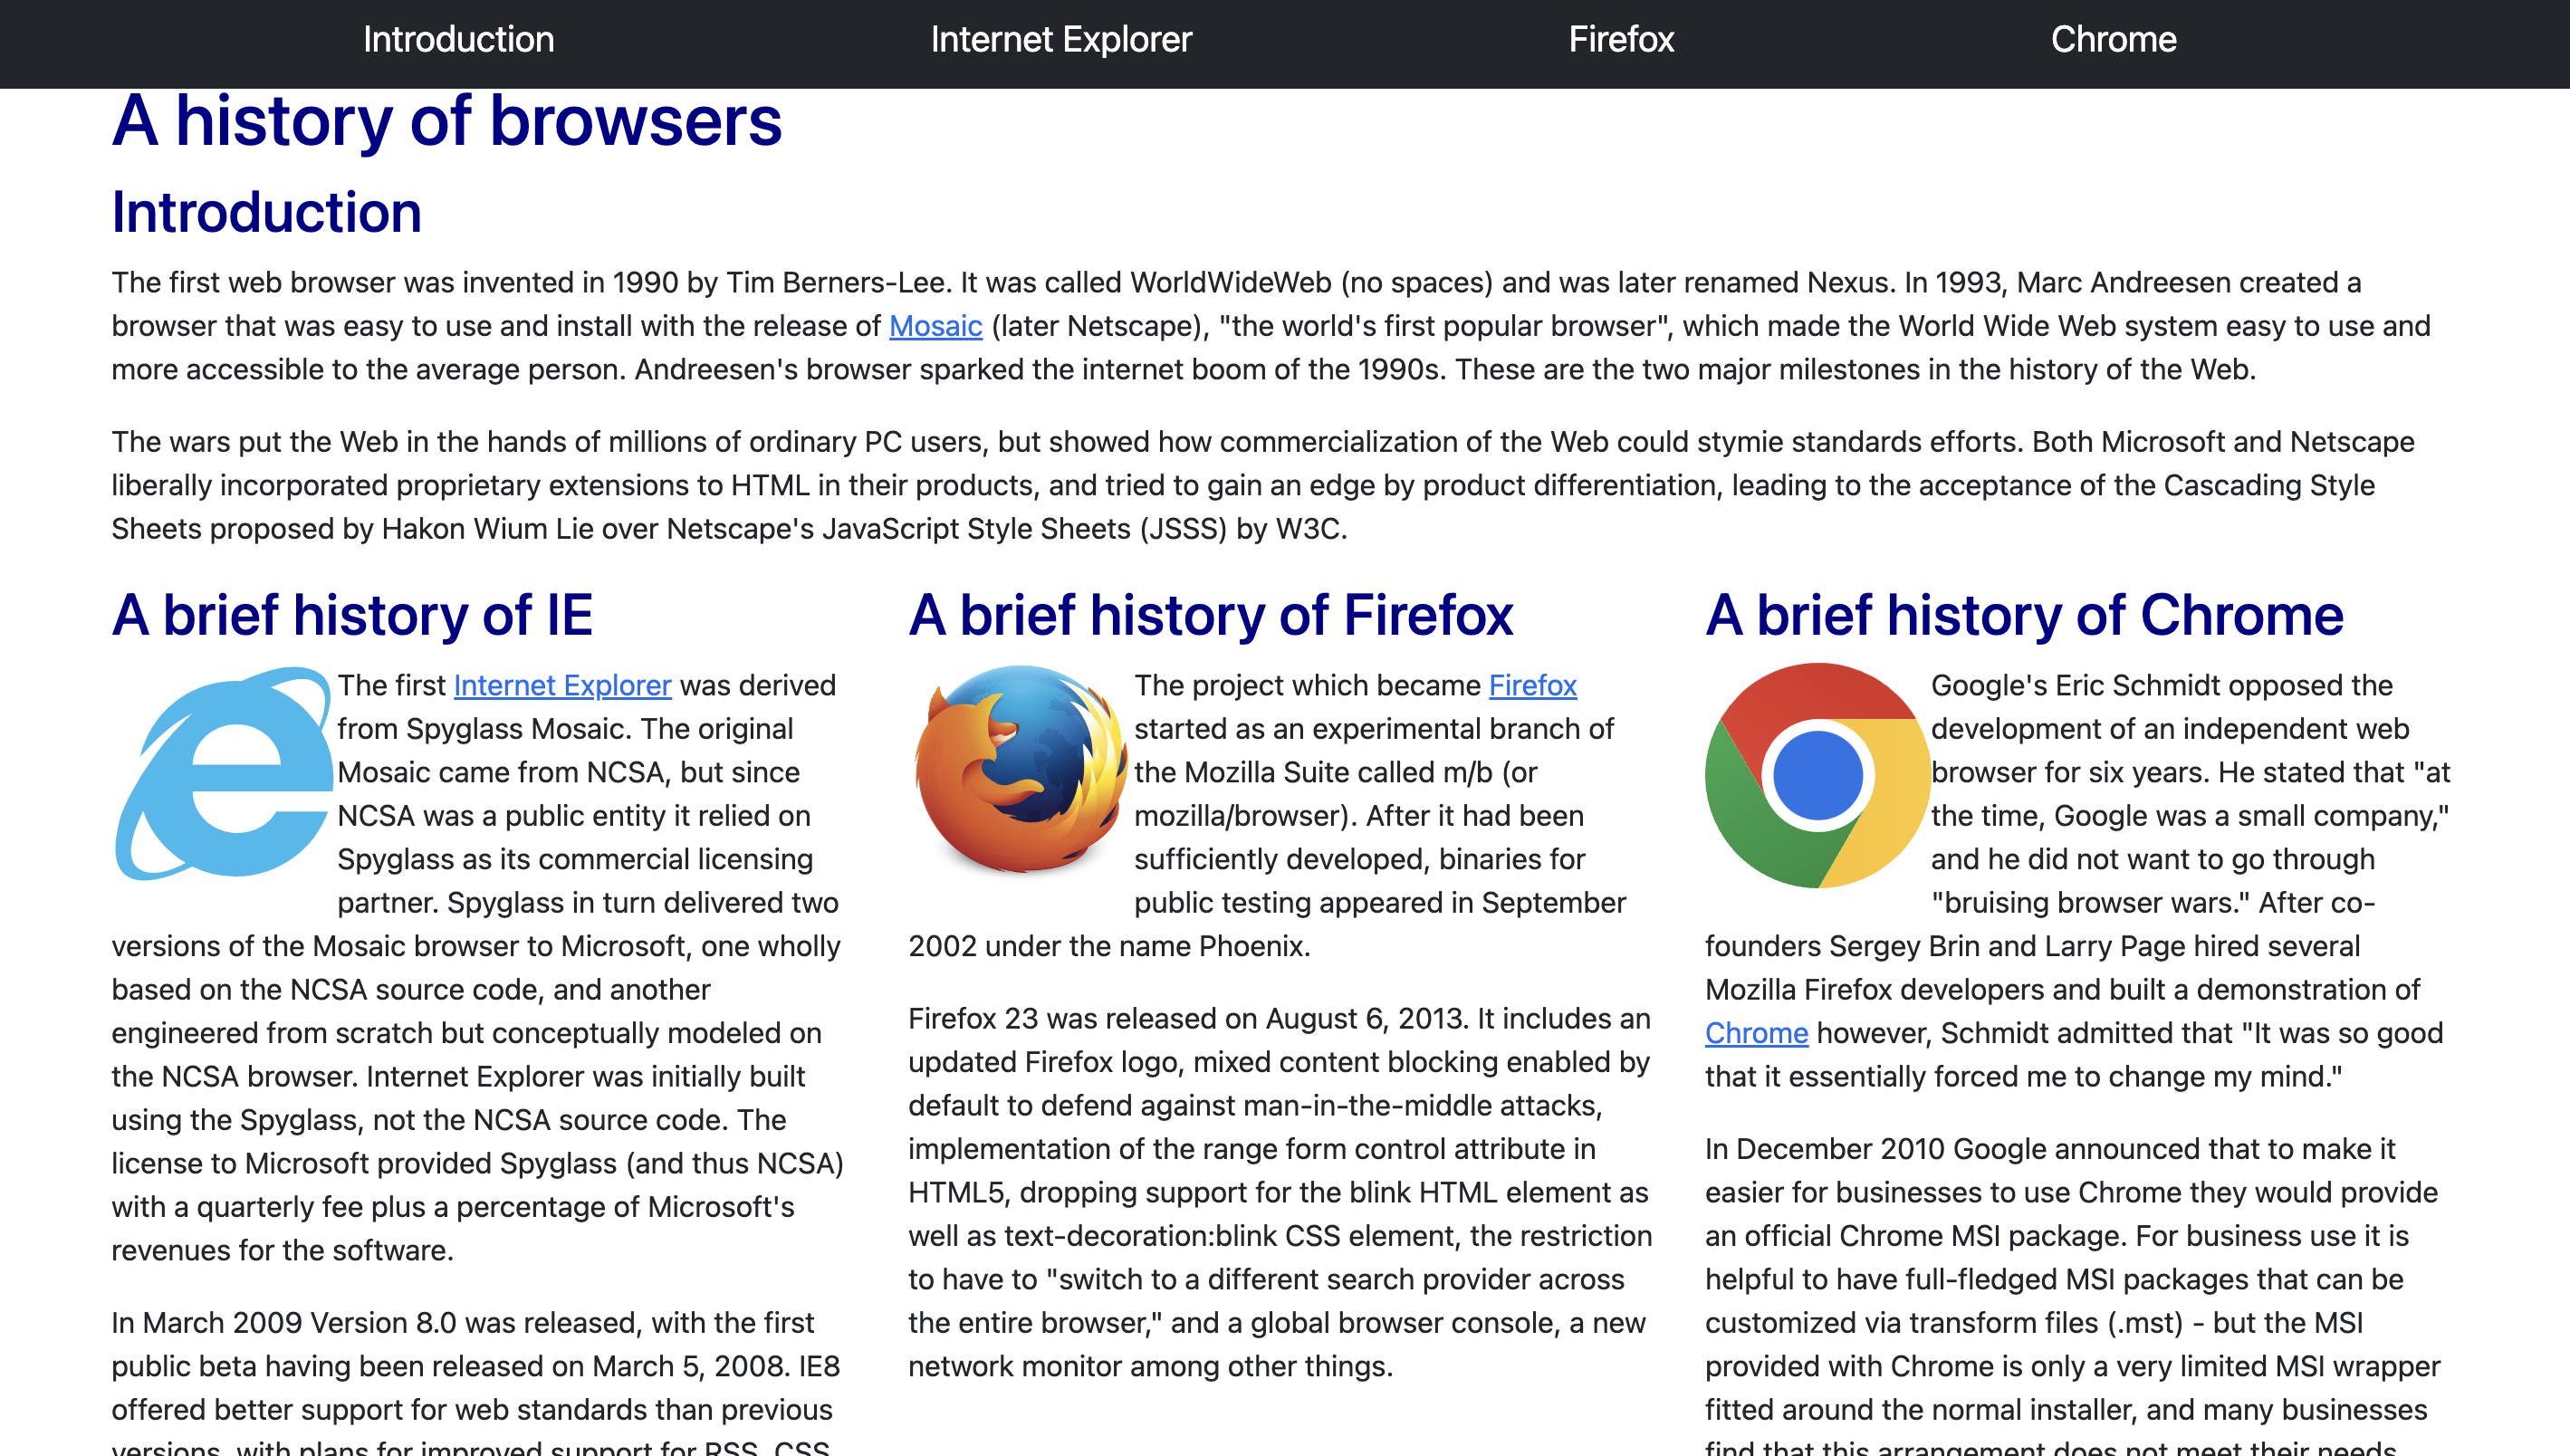 Introduction
Internet Explorer
Firefox
Chrome
A history of browsers
Introduction
The first web browser was invented in 1990 by Tim Berners-Lee. It was called WorldWideWeb (no spaces) and was later renamed Nexus. In 1993, Marc Andreesen created a
browser that was easy to use and install with the release of Mosaic (later Netscape), "the world's first popular browser", which made the World Wide Web system easy to use and
more accessible to the average person. Andreesen's browser sparked the internet boom of the 1990s. These are the two major milestones in the history of the Web.
The wars put the Web in the hands of millions of ordinary PC users, but showed how commercialization of the Web could stymie standards efforts. Both Microsoft and Netscape
liberally incorporated proprietary extensions to HTML in their products, and tried to gain an edge by product differentiation, leading to the acceptance of the Cascading Style
Sheets proposed by Hakon Wium Lie over Netscape's JavaScript Style Sheets (JSSS) by W3C.
A brief history of IE
The first Internet Explorer was derived
from Spyglass Mosaic. The original
Mosaic came from NCSA, but since
NCSA was a public entity it relied on
Spyglass as its commercial licensing
partner. Spyglass in turn delivered two
versions of the Mosaic browser to Microsoft, one wholly
based on the NCSA source code, and another
engineered from scratch but conceptually modeled on
the NCSA browser. Internet Explorer was initially built
using the Spyglass, not the NCSA source code. The
license to Microsoft provided Spyglass (and thus NCSA)
with a quarterly fee plus a percentage of Microsoft's
revenues for the software.
In March 2009 Version 8.0 was released, with the first
public beta having been released on March 5, 2008. IE8
offered better support for web standards than previous
versions, with plans for improved support for RSS, CSS,
A brief history of Firefox
The project which became Firefox
started as an experimental branch of
the Mozilla Suite called m/b (or
mozilla/browser). After it had been
sufficiently developed, binaries for
public testing appeared in September
2002 under the name Phoenix.
Firefox 23 was released on August 6, 2013. It includes an
updated Firefox logo, mixed content blocking enabled by
default to defend against man-in-the-middle attacks,
implementation of the range form control attribute in
HTML5, dropping support for the blink HTML element as
well as text-decoration:blink CSS element, the restriction
to have to "switch to a different search provider across
the entire browser," and a global browser console, a new
network monitor among other things.
A brief history of Chrome
Google's Eric Schmidt opposed the
development of an independent web
browser for six years. He stated that "at
the time, Google was a small company,"
and he did not want to go through
"bruising browser wars." After co-
founders Sergey Brin and Larry Page hired several
Mozilla Firefox developers and built a demonstration of
Chrome however, Schmidt admitted that "It was so good
that it essentially forced me to change my mind."
In December 2010 Google announced that to make it
easier for businesses to use Chrome they would provide
an official Chrome MSI package. For business use it is
helpful to have full-fledged MSI packages that can be
customized via transform files (.mst) - but the MSI
provided with Chrome is only a very limited MSI wrapper
fitted around the normal installer, and many businesses
find that this arrangement does not meet their needs.